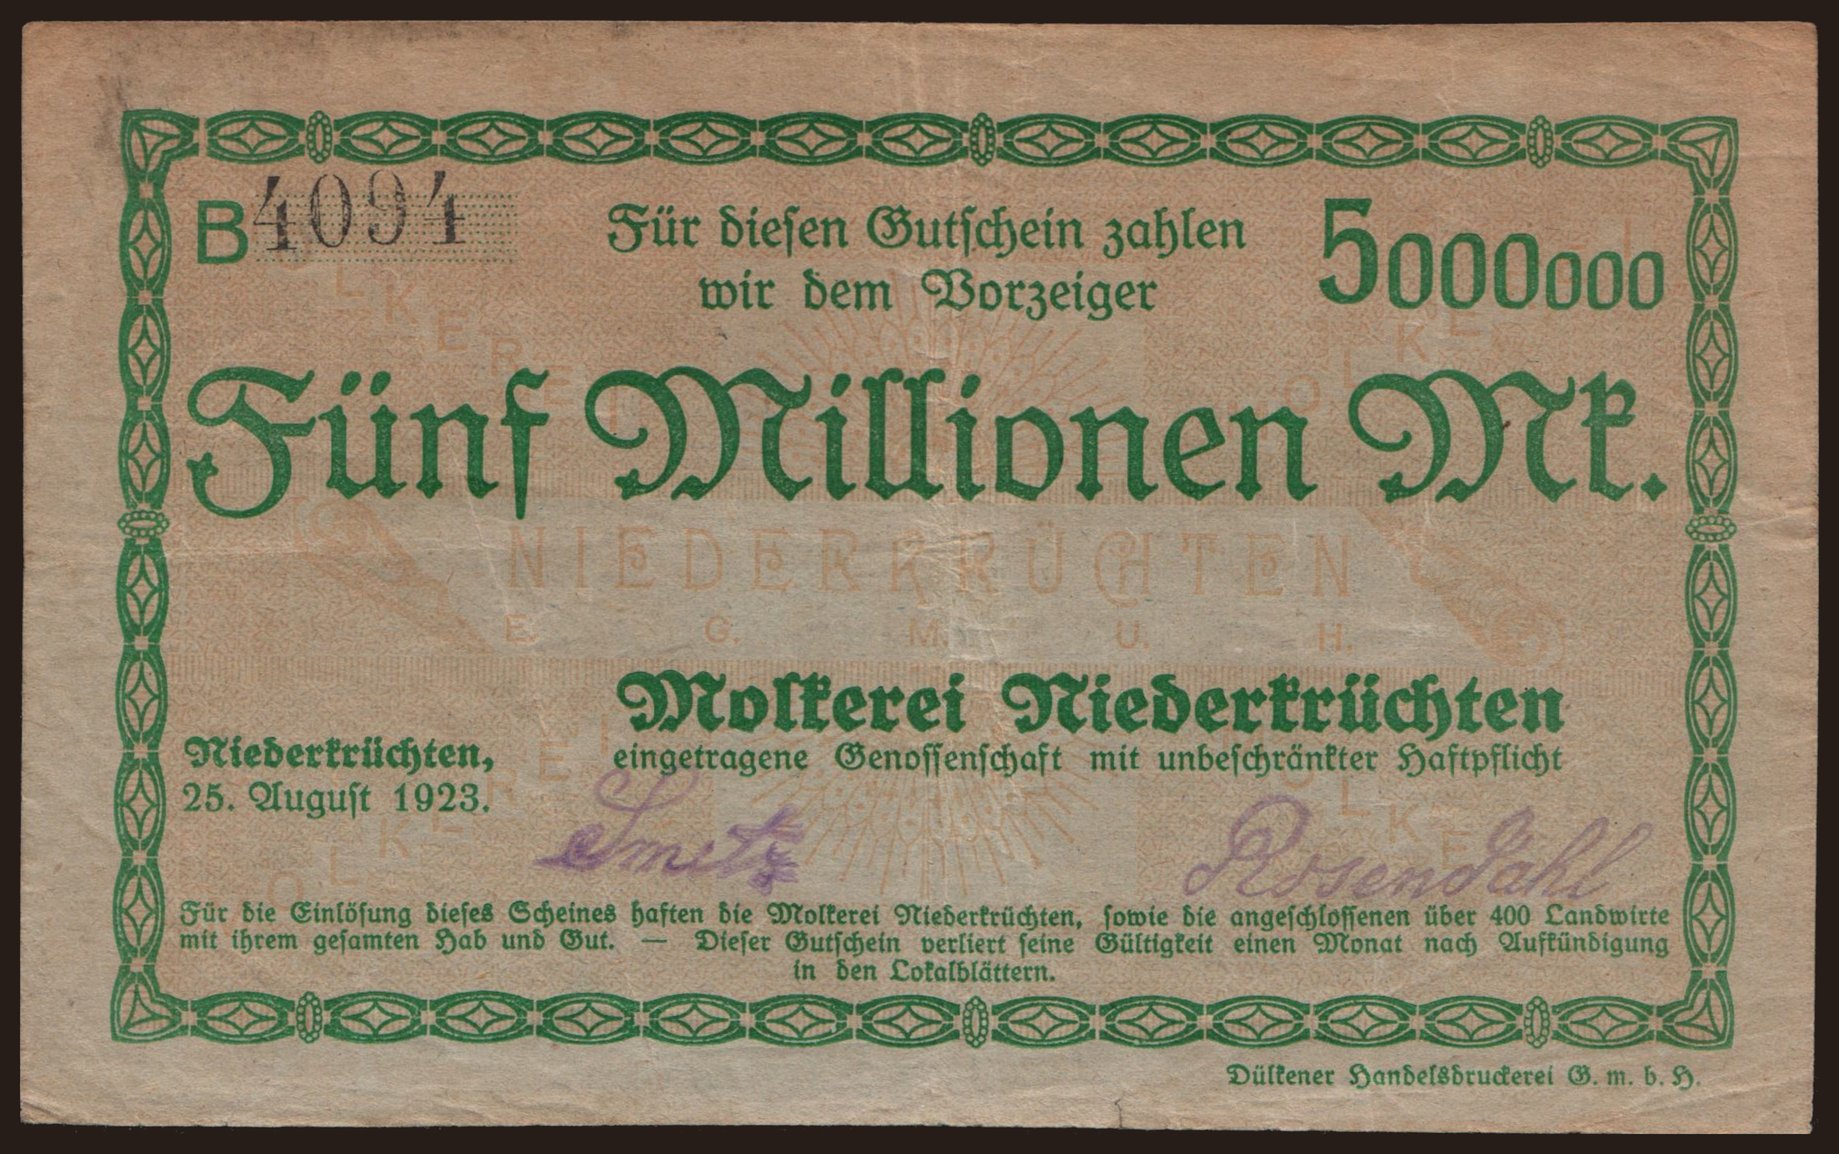 B 4094
Für diesen Gutschein zahlen
wir dem Vorzeiger
5000000
Fünf Millionen Mk.
NIEDERKRÜCHTEN
E. G. M. U. H.
Molkerei Niederkrüchten
eingetragene Genossenschaft mit unbeschränkter Haftpflicht
Niederkrüchten,
25. August 1923.
Smetz Rosendahl
Für die Einlösung dieses Scheines haften die Molkerei Niederkrüchten, sowie die angeschlossenen über 400 Landwirte
mit ihrem gesamten Hab und Gut. — Dieser Gutschein verliert seine Gültigkeit einen Monat nach Aufkündigung
in den Lokalblättern.
Dülkener Handelsdruckerei G. m. b. H.